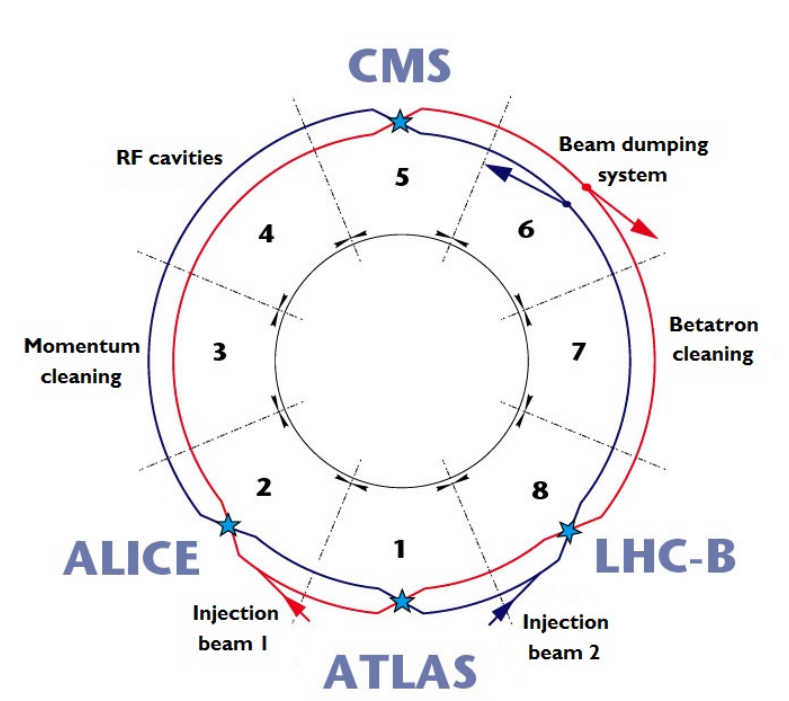 CMS
RF cavities
Beam dumping
system
5
4
6
Momentum
cleaning
3
7
Betatron
cleaning
2
8
ALICE
1
LHC-B
Injection
beam 1
Injection
beam 2
ATLAS